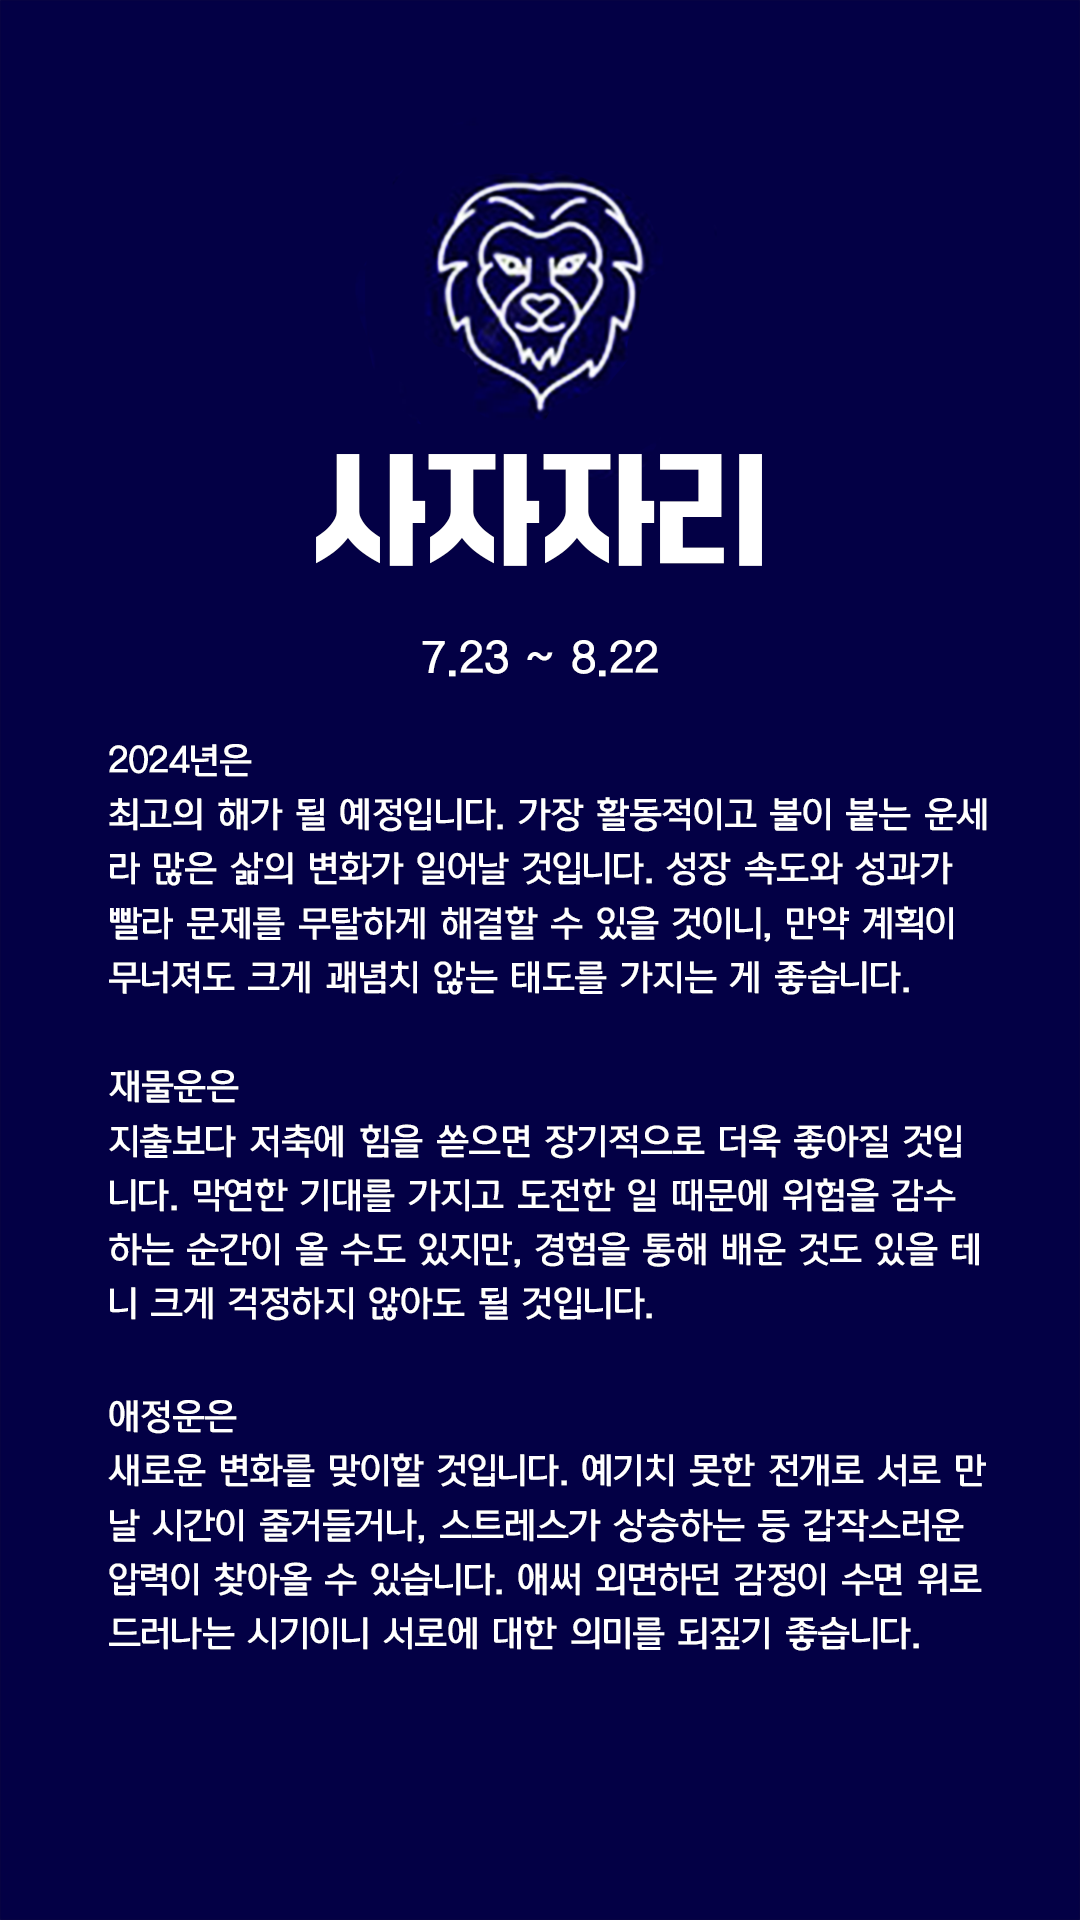 사자자리
7.23 ~ 8.22
2024년은
최고의 해가 될 예정입니다. 가장 활동적이고 불이 붙는 운세
라 많은 삶의 변화가 일어날 것입니다. 성장 속도와 성과가
빨라 문제를 무탈하게 해결할 수 있을 것이니, 만약 계획이
무너져도 크게 괘념치 않는 태도를 가지는 게 좋습니다.
재물운은
지출보다 저축에 힘을 쏟으면 장기적으로 더욱 좋아질 것입
니다. 막연한 기대를 가지고 도전한 일 때문에 위험을 감수
하는 순간이 올 수도 있지만, 경험을 통해 배운 것도 있을 테
니 크게 걱정하지 않아도 될 것입니다.
애정운은
새로운 변화를 맞이할 것입니다. 예기치 못한 전개로 서로 만
날 시간이 줄거들거나, 스트레스가 상승하는 등 갑작스러운
압력이 찾아올 수 있습니다. 애써 외면하던 감정이 수면 위로
드러나는 시기이니 서로에 대한 의미를 되짚기 좋습니다.